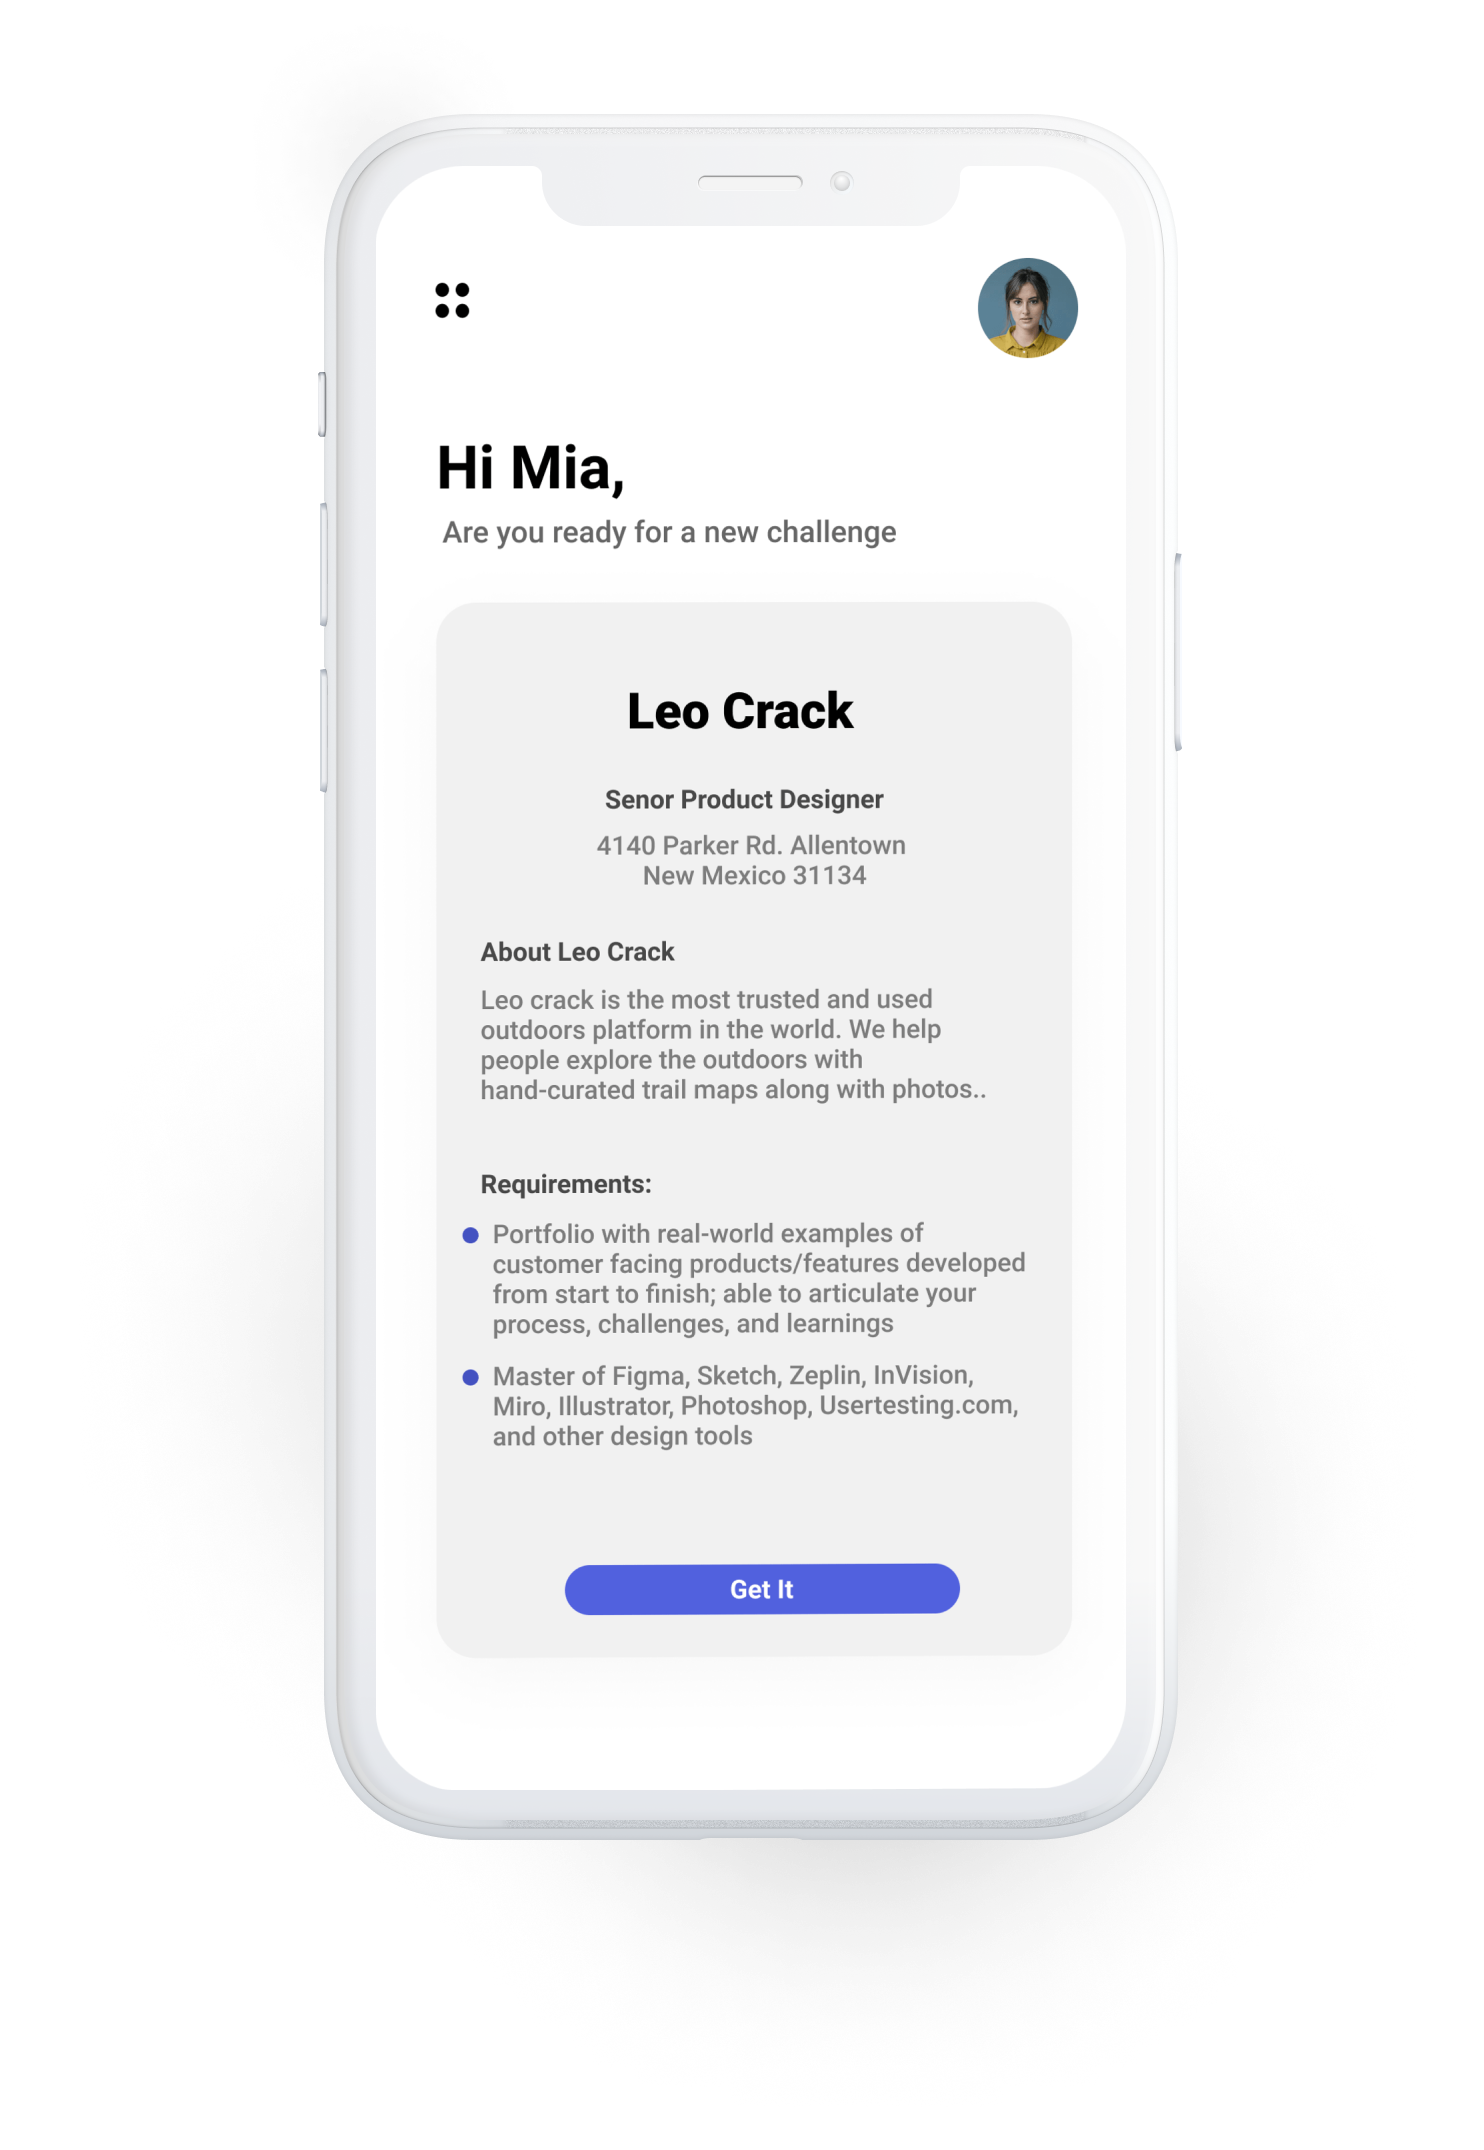 Hi Mia,
Are you ready for a new challenge
Leo Crack
Senor Product Designer
4140 Parker Rd. Allentown
New Mexico 31134
About Leo Crack
Leo crack is the most trusted and used
outdoors platform in the world. We help
people explore the outdoors with
hand-curated trail maps along with photos..
Requirements:
Portfolio with real-world examples of
customer facing products/features developed
from start to finish; able to articulate your
process, challenges, and learnings
Master of Figma, Sketch, Zeplin, InVision,
Miro, Illustrator, Photoshop, Usertesting.com,
and other design tools
Get It